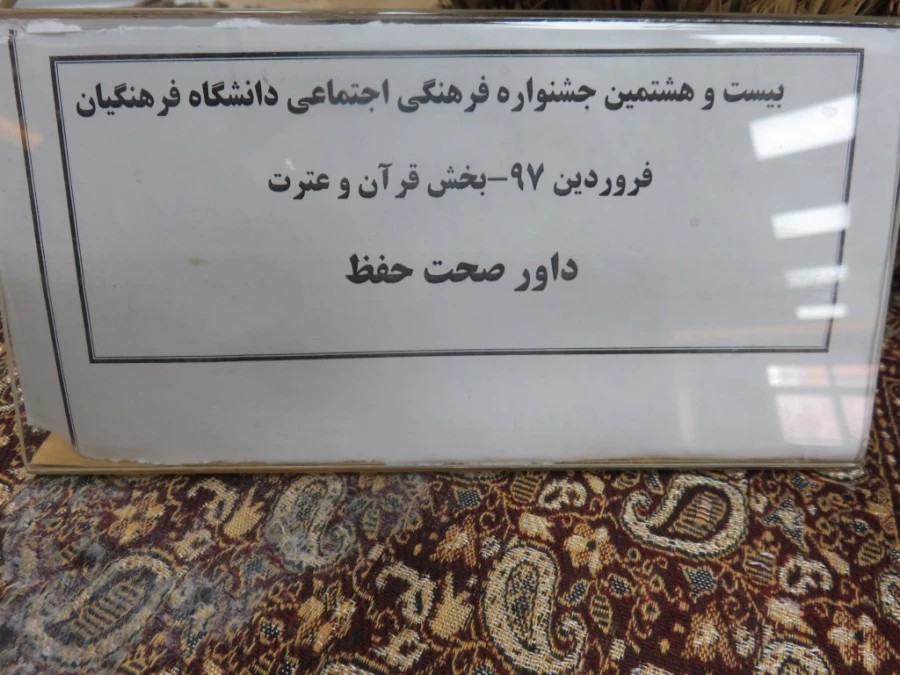 بیست و هشتمین جشنواره فرهنگی اجتماعی دانشگاه فرهنگیان
فروردین ۹۷-بخش قرآن و عترت
داور صحت حفظ